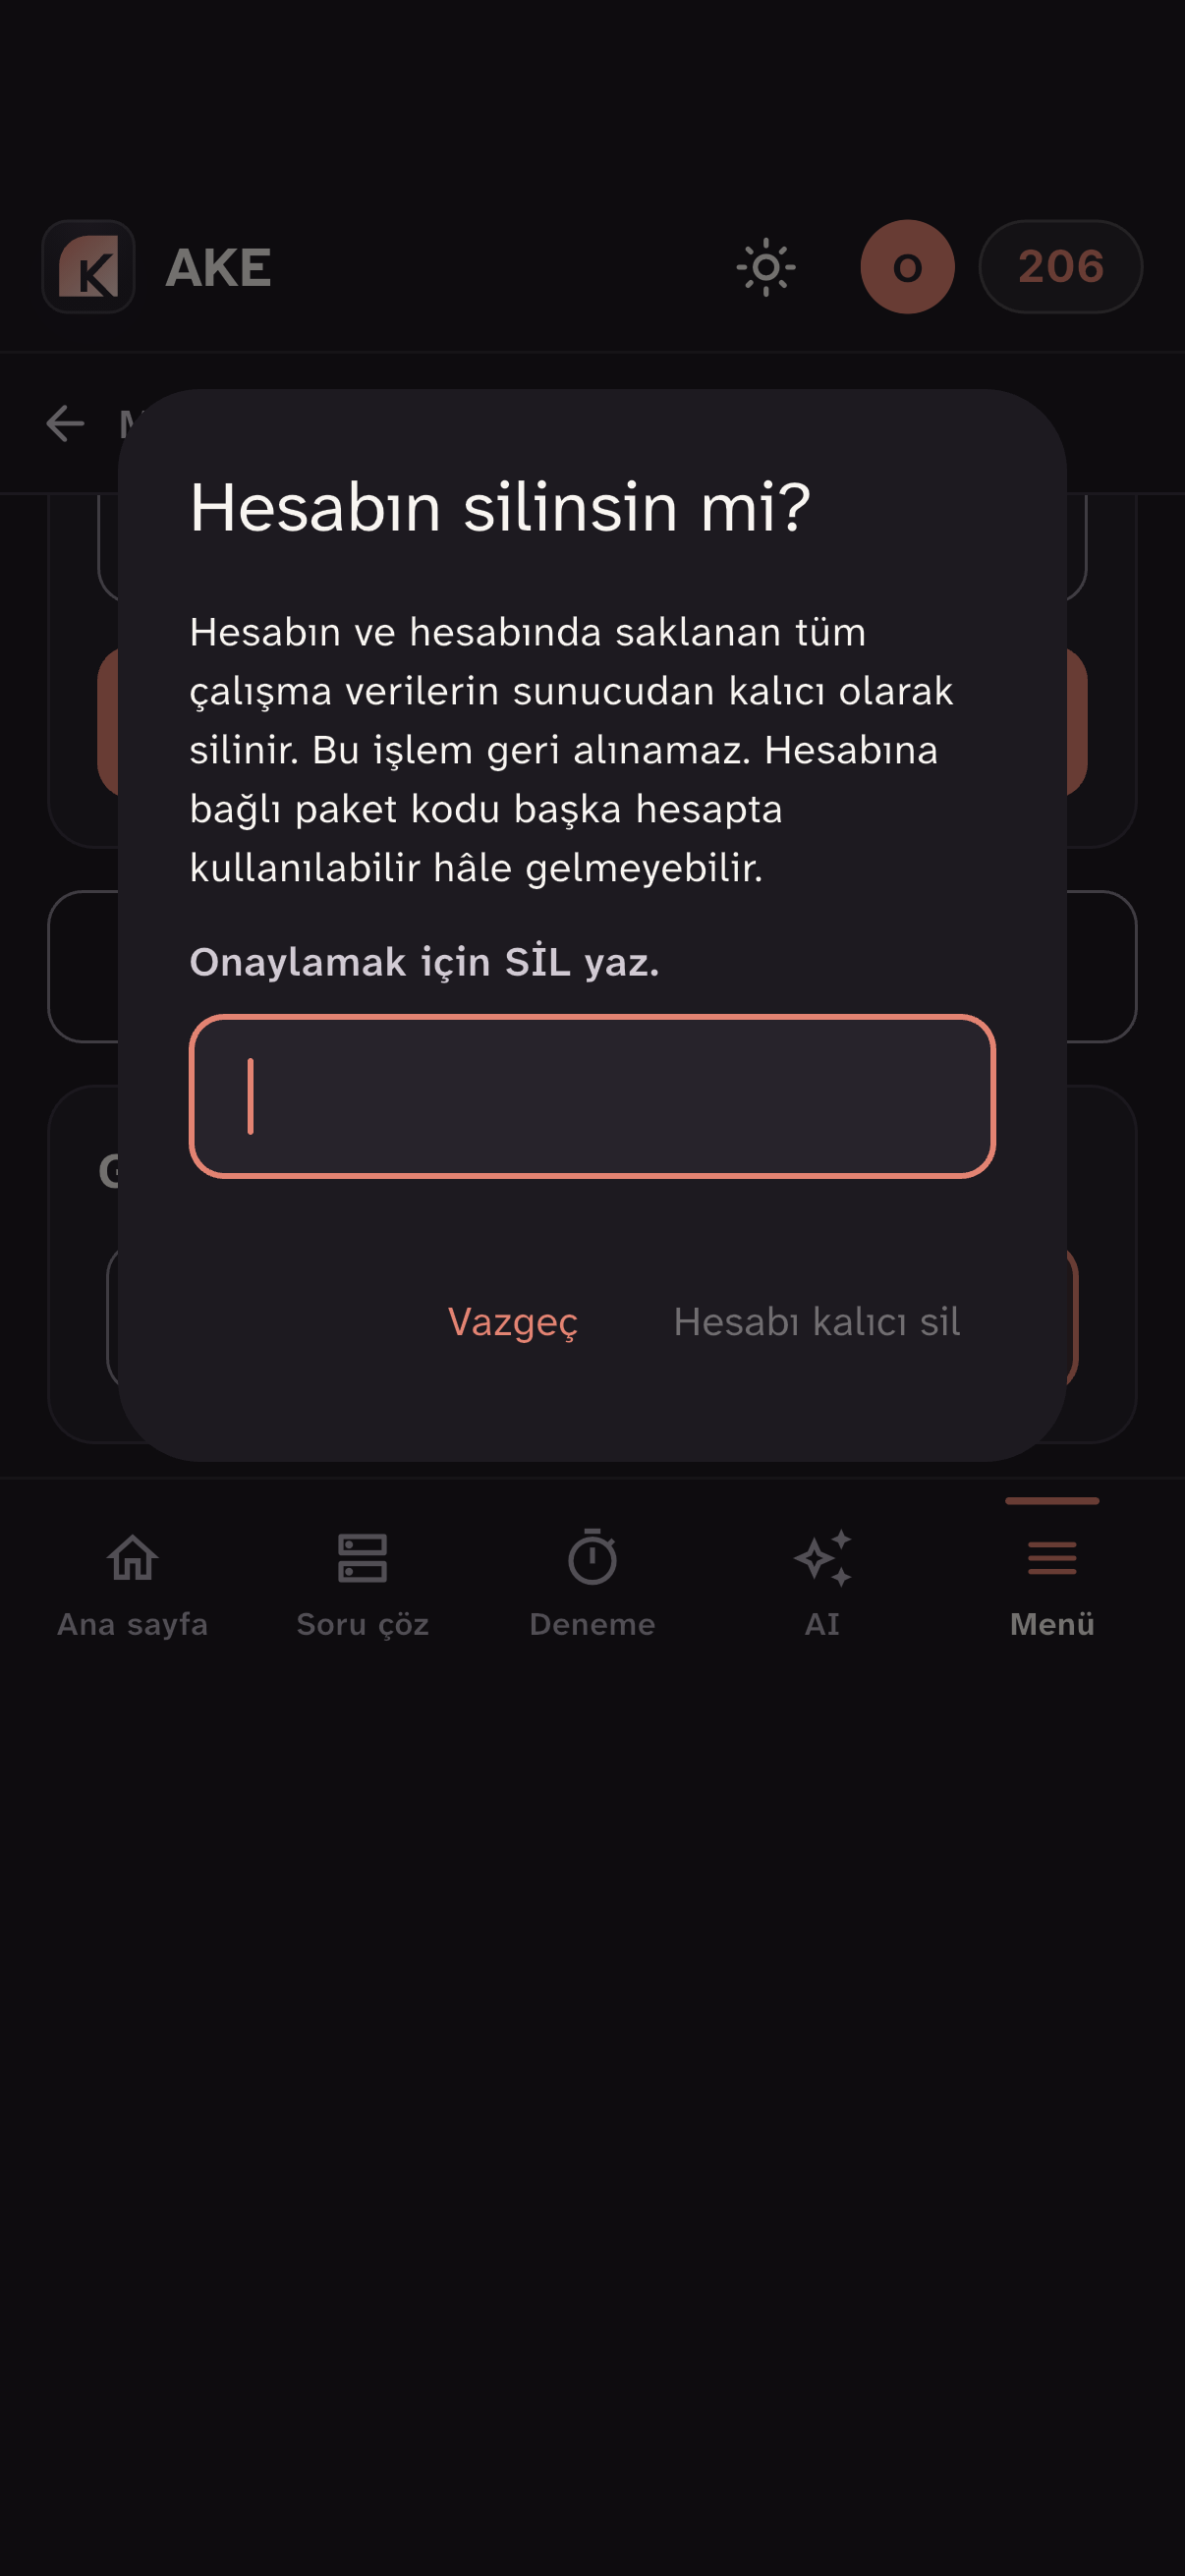 AKE
O
206
Hesabın silinsin mi?
Hesabın ve hesabında saklanan tüm
çalışma verilerin sunucudan kalıcı olarak
silinir. Bu işlem geri alınamaz. Hesabına
bağlı paket kodu başka hesapta
kullanılabilir hâle gelmeyebilir.
Onaylamak için SİL yaz.
Vazgeç
Hesabı kalıcı sil
Ana sayfa
Soru çöz
Deneme
AI
Menü